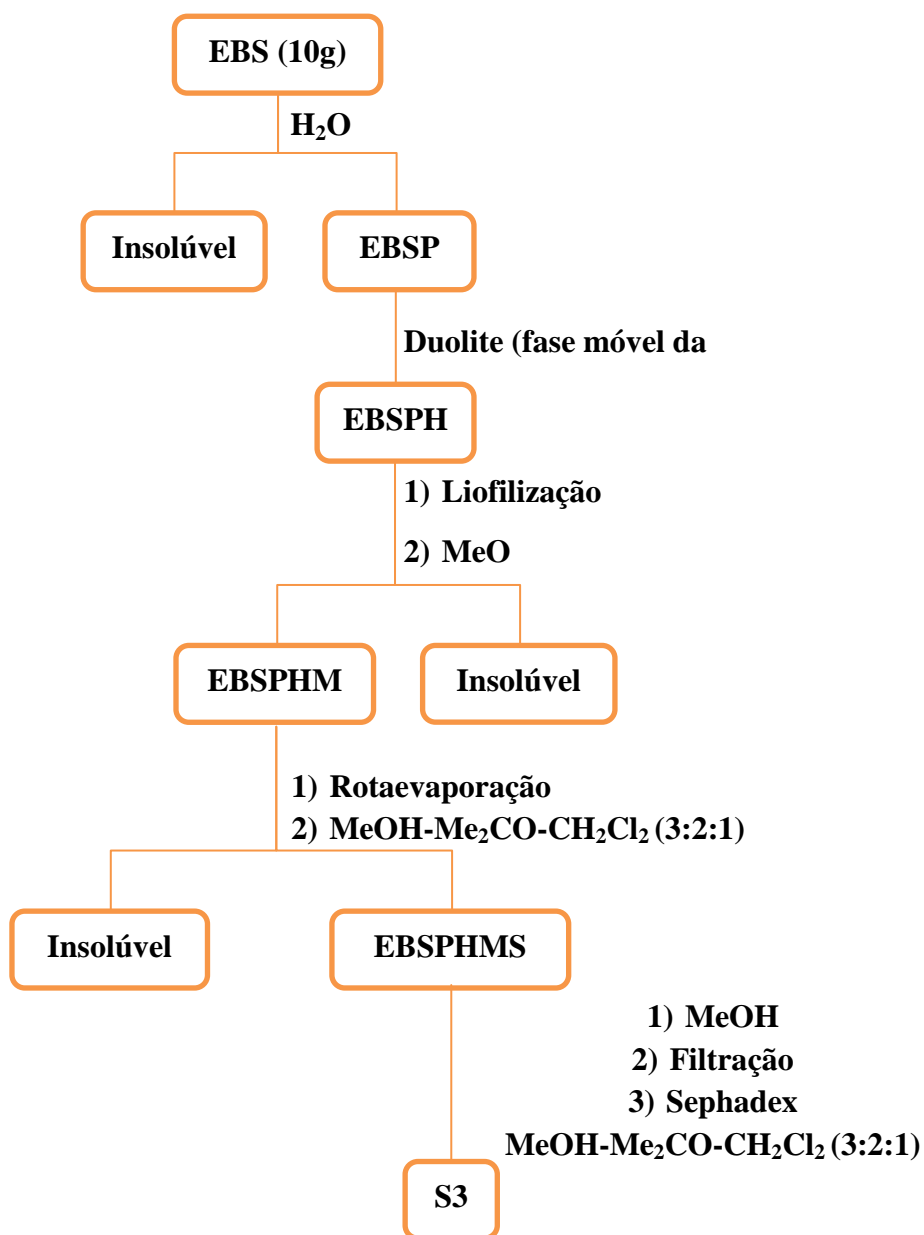 EBS (10g)
H₂O
Insolúvel
EBSP
Duolite (fase móvel da
EBSPH
1) Liofilização
2) MeO
EBSPHM
Insolúvel
1) Rotaevaporação
2) MeOH-Me₂CO-CH₂Cl₂ (3:2:1)
Insolúvel
EBSPHMS
1) MeOH
2) Filtração
3) Sephadex
MeOH-Me₂CO-CH₂Cl₂ (3:2:1)
S3